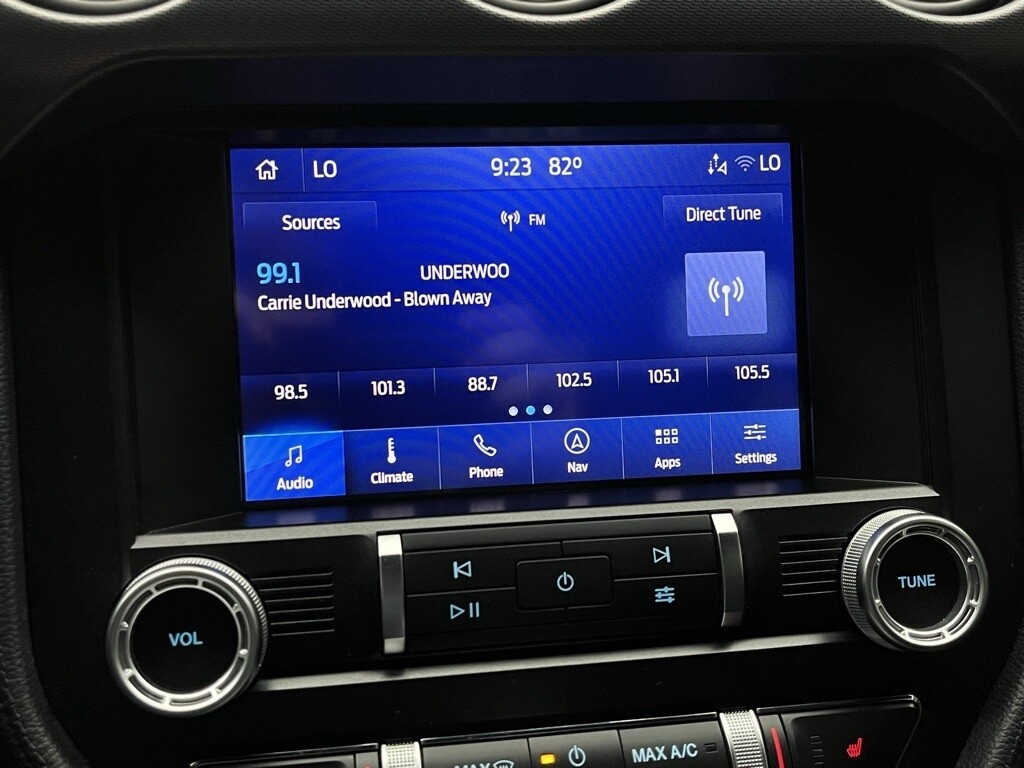 LO 9:23 82° LO
Sources FM Direct Tune
99.1 UNDERWOO
Carrie Underwood - Blown Away
98.5 101.3 88.7 102.5 105.1 105.5
Audio Climate Phone Nav Apps Settings
VOL TUNE
MAX MAX A/C